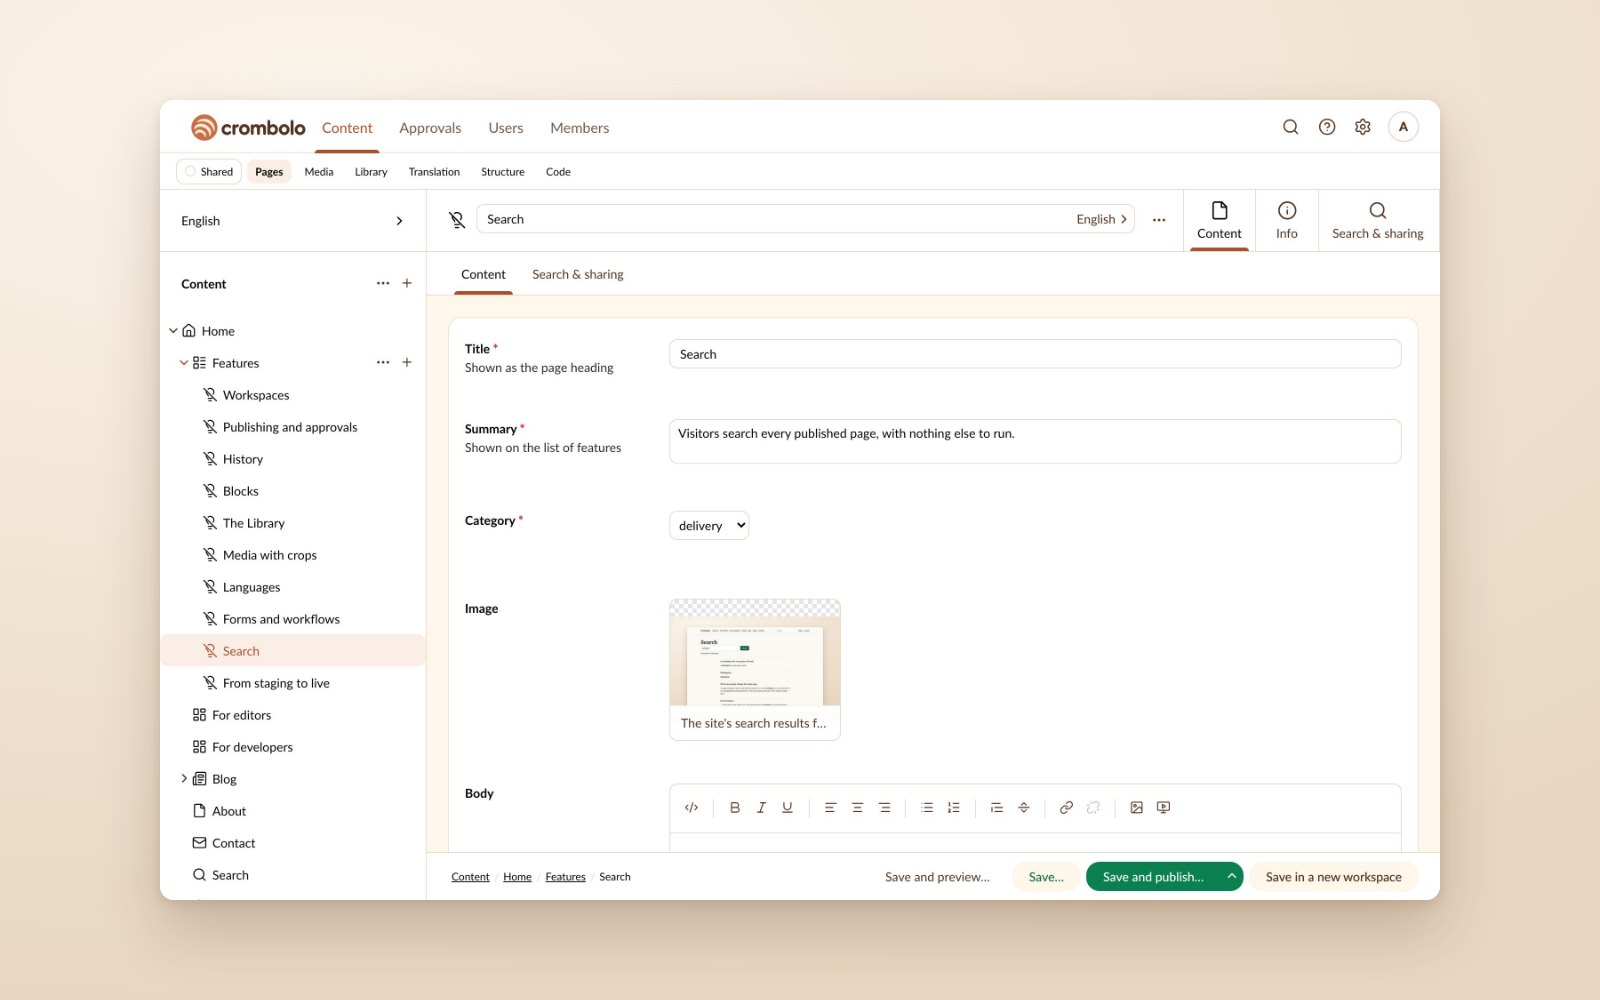 crombolo
Content
Approvals
Users
Members
A
Shared
Pages
Media
Library
Translation
Structure
Code
English
Search
English
Content
Info
Search & sharing
Content
Search & sharing
Content
Home
Features
Workspaces
Publishing and approvals
History
Blocks
The Library
Media with crops
Languages
Forms and workflows
Search
From staging to live
For editors
For developers
Blog
About
Contact
Search
Title *
Shown as the page heading
Search
Summary *
Shown on the list of features
Visitors search every published page, with nothing else to run.
Category *
delivery
Image
Search
The site's search results f...
Body
Content / Home / Features / Search
Save and preview...
Save...
Save and publish...
Save in a new workspace